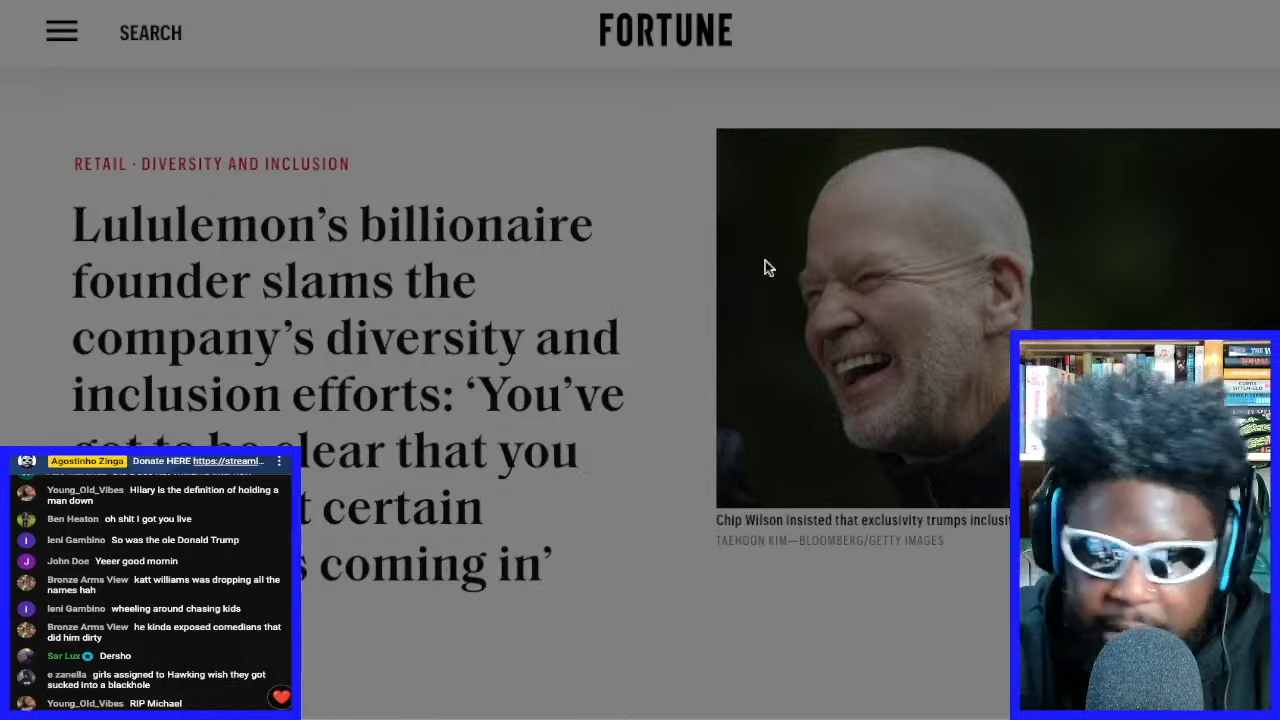 SEARCH
FORTUNE
RETAIL · DIVERSITY AND INCLUSION
Lululemon's billionaire
founder slams the
company's diversity and
inclusion efforts: 'You've
got to be clear that you
certain
coming in'
Chip Wilson insisted that exclusivity trumps
TAEHOON KIM—BLOOMBERG/GETTY IMAGES
Agostinho Zinga Donate HERE https://streaml...
Young_Old_Vibes Hilary is the definition of holding a
man down
Ben Heaton oh shit I got you live
Ieni Gambino So was the ole Donald Trump
John Doe Yeeer good mornin
Bronze Arms View katt williams was dropping all the
names hah
Ieni Gambino wheeling around chasing kids
Bronze Arms View he kinda exposed comedians that
did him dirty
Sar Lux Dersho
e zanella girls assigned to Hawking wish they got
sucked into a blackhole
Young_Old_Vibes RIP Michael
CURTIS
SITTENFELD